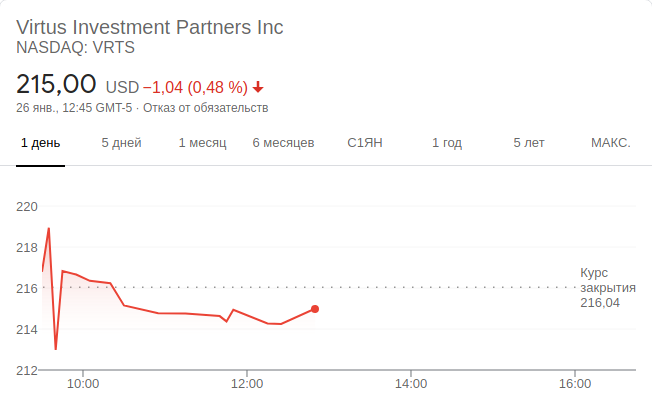 Virtus Investment Partners Inc
NASDAQ: VRTS
215,00 USD −1,04 (0,48 %)
26 янв., 12:45 GMT-5 · Отказ от обязательств
1 день 5 дней 1 месяц 6 месяцев С1ЯН 1 год 5 лет МАКС.
220
218
216
214
212
Курс
закрытия
216,04
10:00 12:00 14:00 16:00